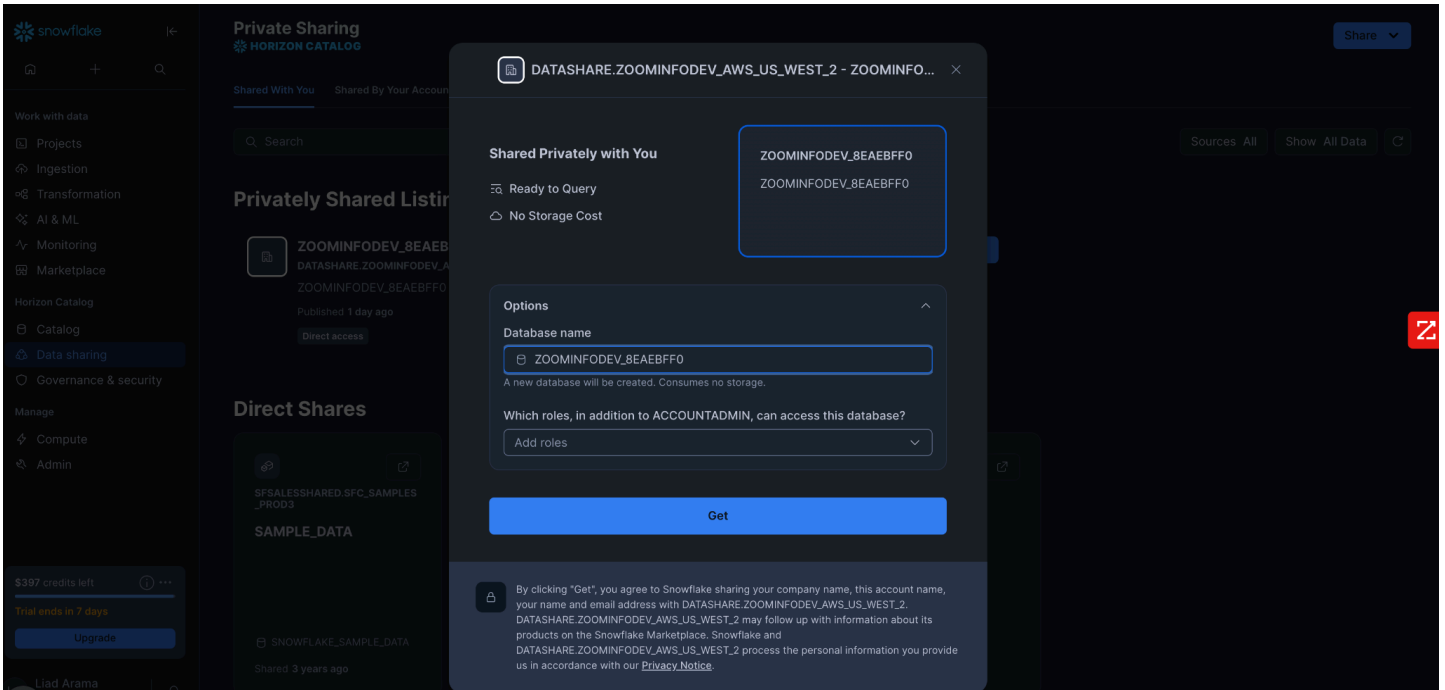 snowflake
Private Sharing
HORIZON CATALOG
Share
Shared With You
Shared By Your Accoun
Work with data
Projects
Ingestion
Transformation
AI & ML
Monitoring
Marketplace
Horizon Catalog
Catalog
Data sharing
Governance & security
Manage
Compute
Admin
$397 credits left
Trial ends in 7 days
Upgrade
Liad Arama
Search
Sources All
Show All Data
Privately Shared Listin
ZOOMINFODEV_8EAEB
DATASHARE.ZOOMINFODEV_A
ZOOMINFODEV_8EAEBFF0
Published 1 day ago
Direct access
Direct Shares
SFSALESSHARED.SFC_SAMPLES
_PROD3
SAMPLE_DATA
SNOWFLAKE_SAMPLE_DATA
Shared 3 years ago
DATASHARE.ZOOMINFODEV_AWS_US_WEST_2 - ZOOMINFO...
Shared Privately with You
Ready to Query
No Storage Cost
ZOOMINFODEV_8EAEBFF0
ZOOMINFODEV_8EAEBFF0
Options
Database name
ZOOMINFODEV_8EAEBFF0
A new database will be created. Consumes no storage.
Which roles, in addition to ACCOUNTADMIN, can access this database?
Add roles
Get
By clicking "Get", you agree to Snowflake sharing your company name, this account name,
your name and email address with DATASHARE.ZOOMINFODEV_AWS_US_WEST_2.
DATASHARE.ZOOMINFODEV_AWS_US_WEST_2 may follow up with information about its
products on the Snowflake Marketplace. Snowflake and
DATASHARE.ZOOMINFODEV_AWS_US_WEST_2 process the personal information you provide
us in accordance with our Privacy Notice.